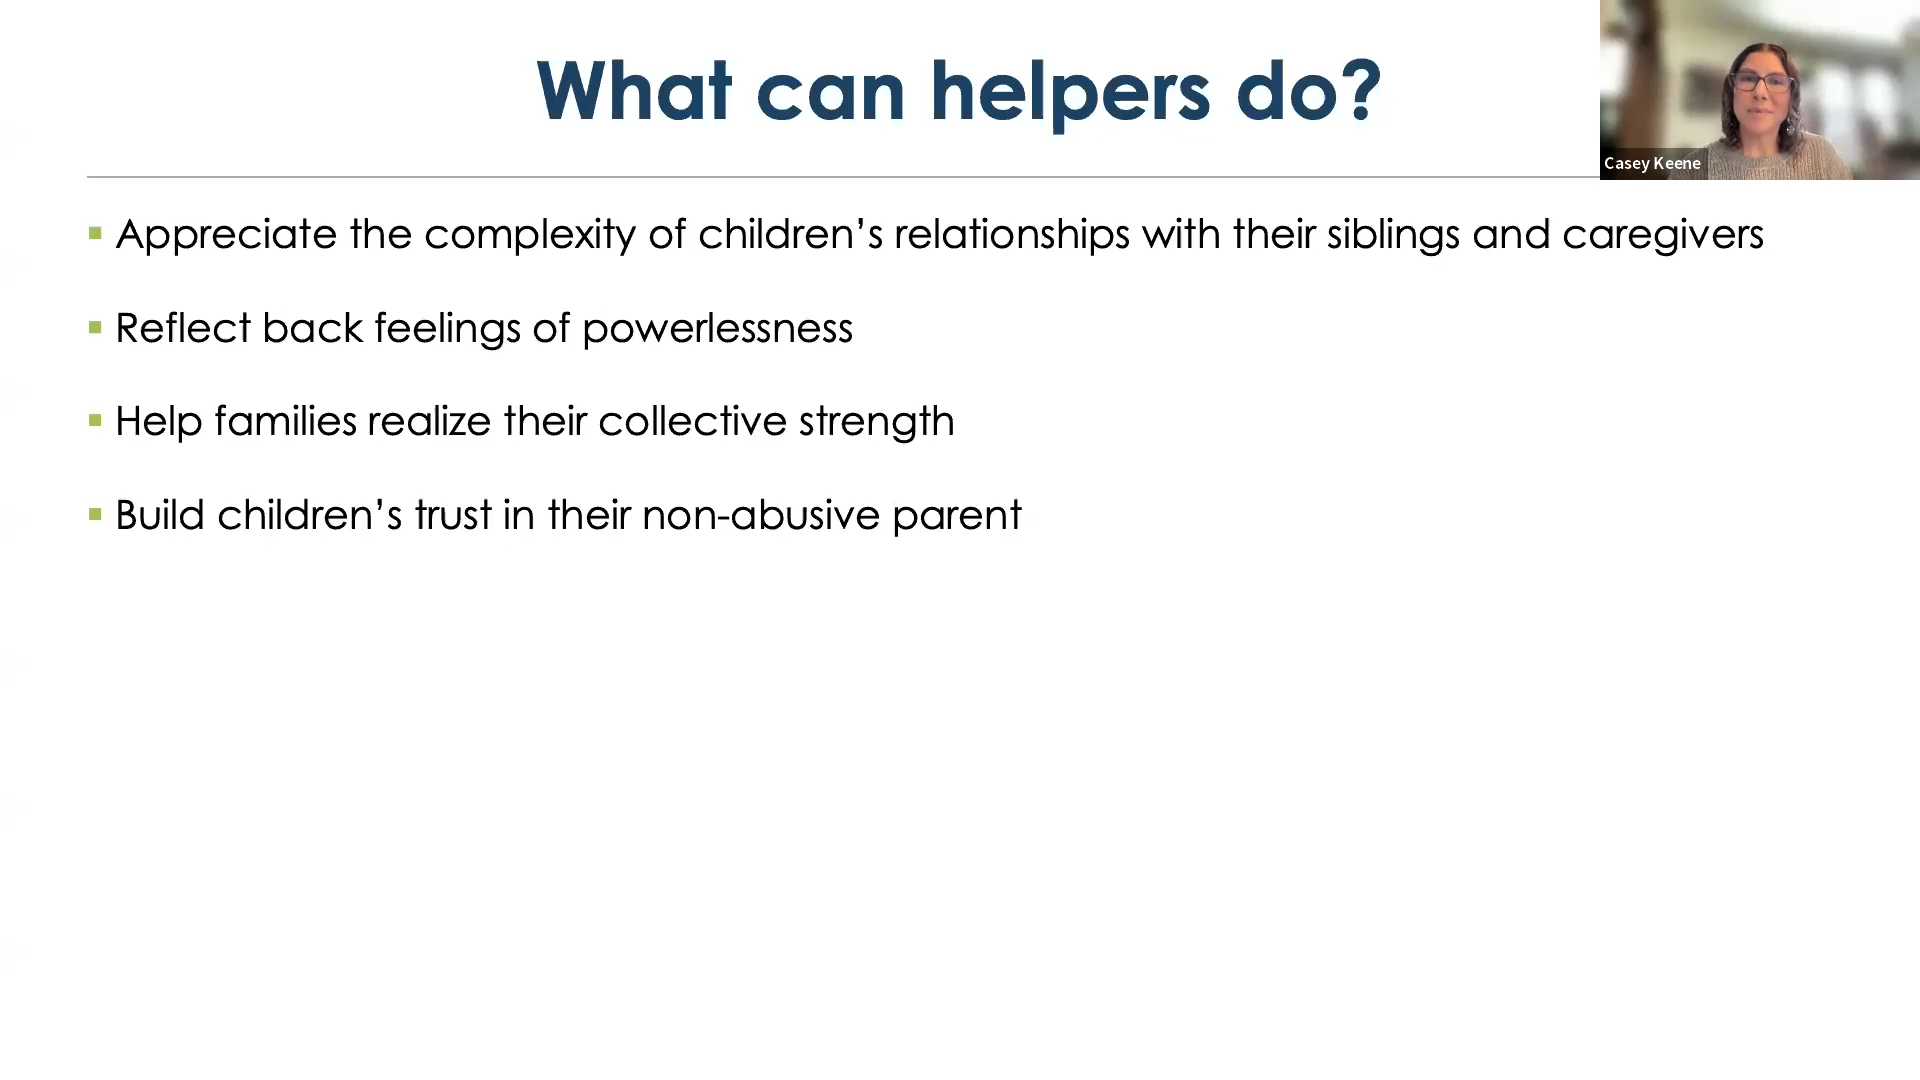 What can helpers do?
Casey Keene
▪ Appreciate the complexity of children’s relationships with their siblings and caregivers
▪ Reflect back feelings of powerlessness
▪ Help families realize their collective strength
▪ Build children’s trust in their non-abusive parent